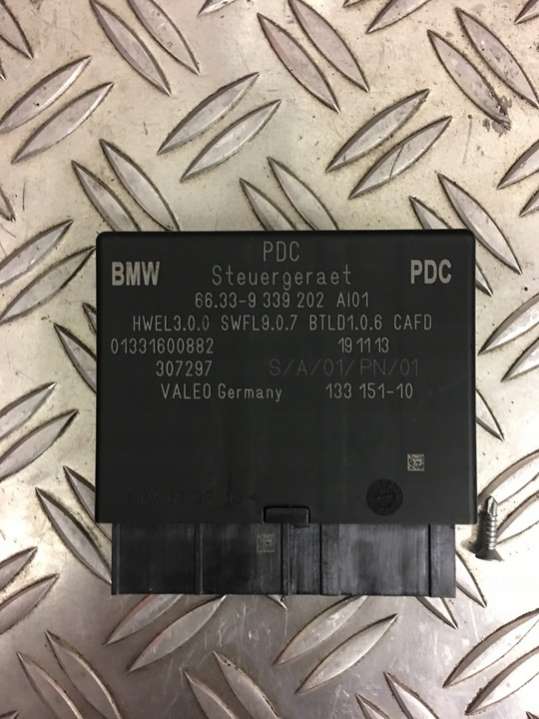 PDC
BMW Steuergeraet PDC
66.33-9 339 202 AI01
HWEL3.0.0 SWFL9.0.7 BTLD1.0.6 CAFD
01331600882 191113
307297 S/A/01/PN/01
VALEO Germany 133 151-10